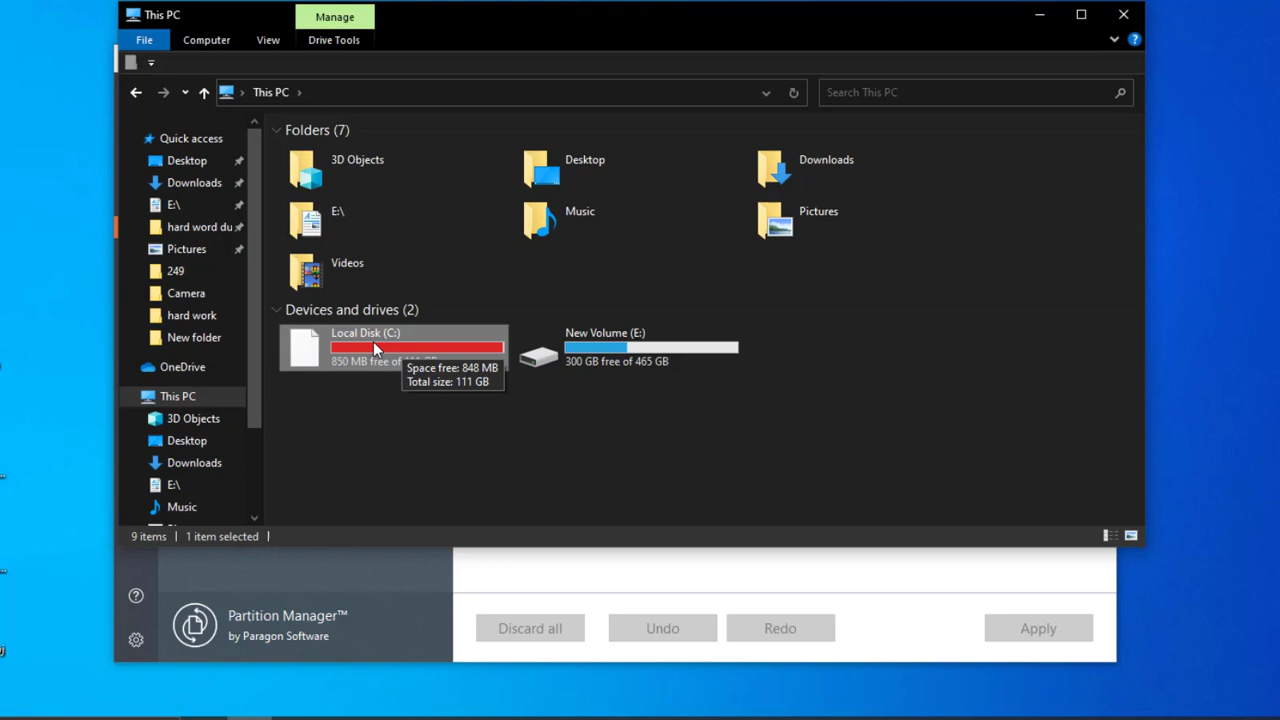 This PC
Manage
File
Computer
View
Drive Tools
This PC
Search This PC
Quick access
Desktop
Downloads
E:\
hard word du
Pictures
249
Camera
hard work
New folder
OneDrive
This PC
3D Objects
Desktop
Downloads
E:\
Music
Folders (7)
3D Objects
Desktop
Downloads
E:\
Music
Pictures
Videos
Devices and drives (2)
Local Disk (C:)
850 MB free of
Space free: 848 MB
Total size: 111 GB
New Volume (E:)
300 GB free of 465 GB
9 items
1 item selected
Partition Manager™
by Paragon Software
Discard all
Undo
Redo
Apply